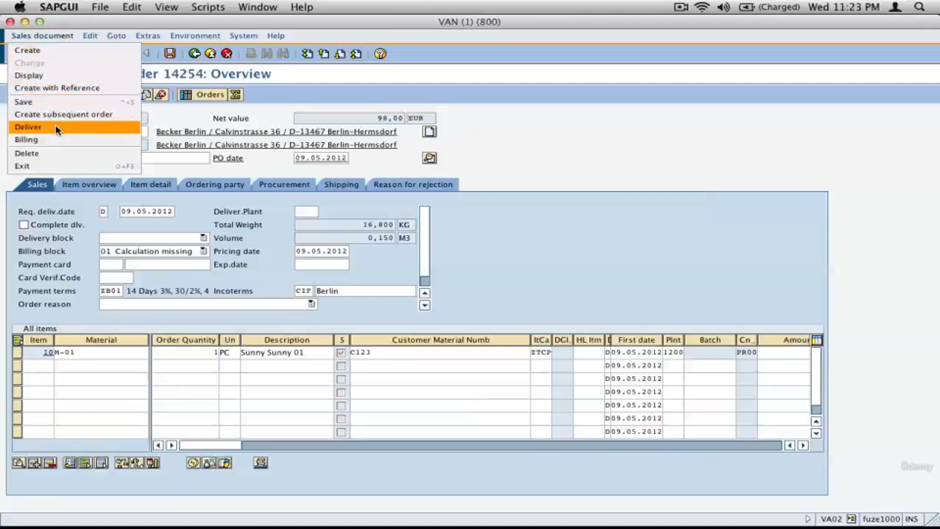 SAPGUI File Edit View Scripts Window Help (Charged) Wed 11:23 PM
VAN (1) (800)
Sales document Edit Goto Extras Environment System Help
Create
Change
Display
Create with Reference
Save ^+S
Create subsequent order
Deliver
Billing
Delete
Exit ⇧+F3
der 14254: Overview
Orders
Net value 98,00 EUR
Becker Berlin / Calvinstrasse 36 / D-13467 Berlin-Hermsdorf
Becker Berlin / Calvinstrasse 36 / D-13467 Berlin-Hermsdorf
PO date 09.05.2012
Sales Item overview Item detail Ordering party Procurement Shipping Reason for rejection
Req. deliv.date D 09.05.2012 Deliver.Plant
Complete dlv. Total Weight 16,800 KG
Delivery block Volume 0,150 M3
Billing block 01 Calculation missing Pricing date 09.05.2012
Payment card Exp.date
Card Verif.Code
Payment terms ZB01 14 Days 3%, 30/2%, 4 Incoterms CIF Berlin
Order reason
All items
Item Material Order Quantity Un Description S Customer Material Numb ItCa DGI. HL Itm D First date Plnt Batch Cn.. Amou
10 M-01 1 PC Sunny Sunny 01 C123 ZTCP D 09.05.2012 1200 PR00
D 09.05.2012
D 09.05.2012
D 09.05.2012
D 09.05.2012
D 09.05.2012
D 09.05.2012
Udemy
VA02 fuze1000 INS